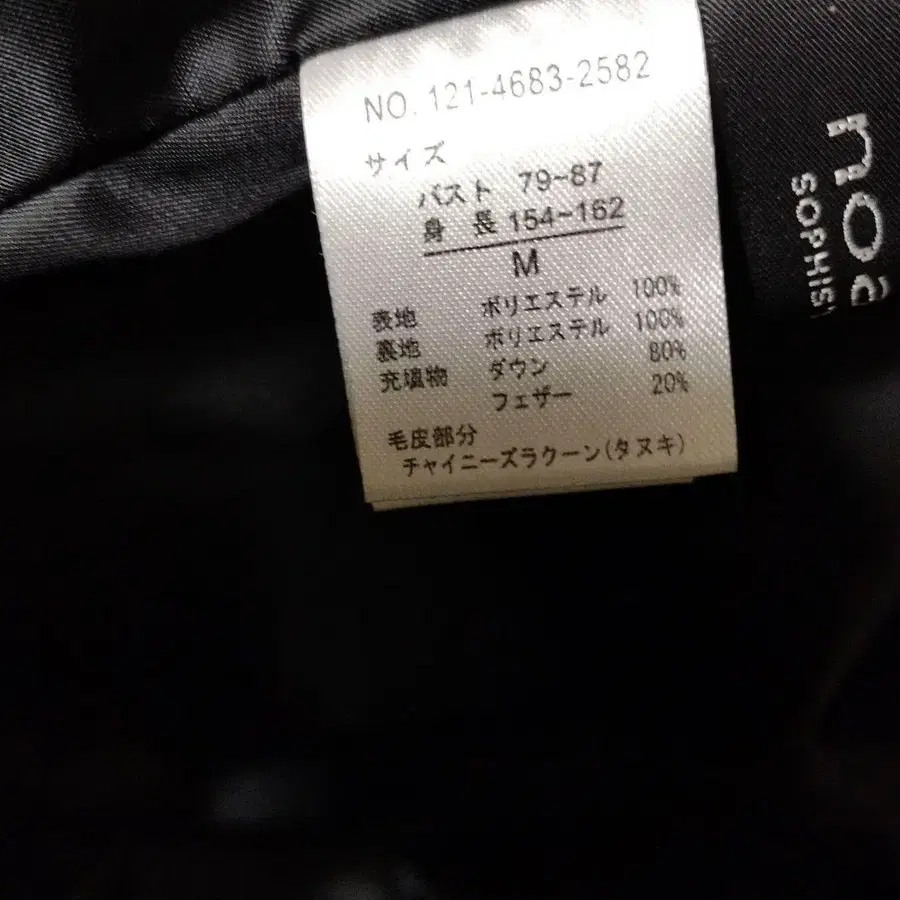 NO. 121-4683-2582
サイズ
バスト 79~87
身 長 154~162
M
表地 ポリエステル 100%
裏地 ポリエステル 100%
充填物 ダウン 80%
フェザー 20%
毛皮部分
チャイニーズラクーン(タヌキ)
noa
SOPHIS